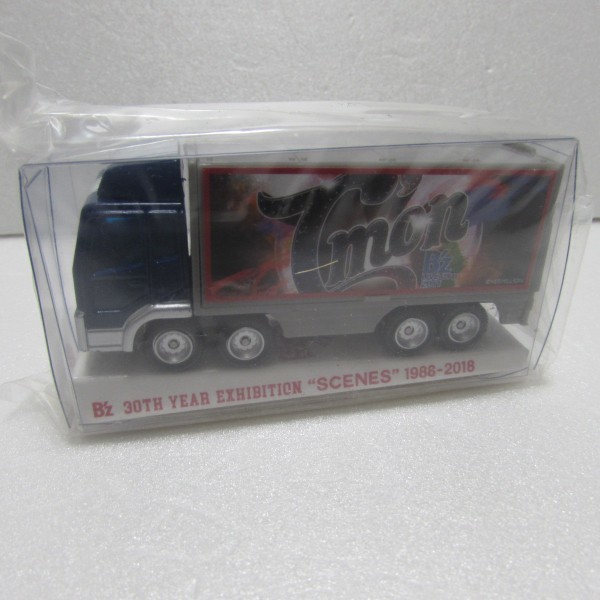 C'mon
B'z
B'z 30TH YEAR EXHIBITION "SCENES" 1988-2018